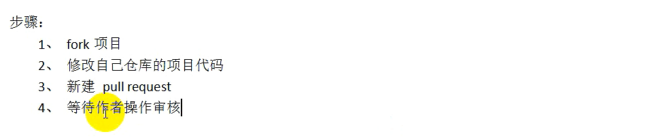 步骤：
1、 fork 项目
2、 修改自己仓库的项目代码
3、 新建 pull request
4、 等待作者操作审核